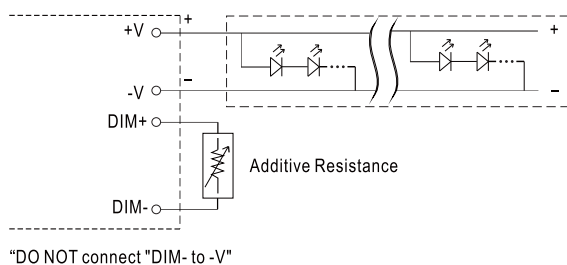 +V
+
+
-V
−
−
DIM+
Additive Resistance
DIM-
“DO NOT connect "DIM- to -V"